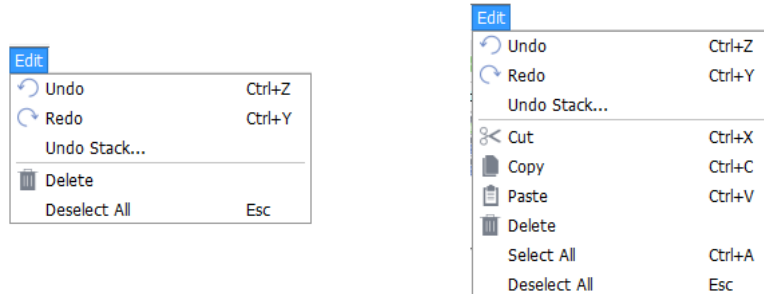 Edit
Undo Ctrl+Z
Redo Ctrl+Y
Undo Stack...
Delete
Deselect All Esc
Edit
Undo Ctrl+Z
Redo Ctrl+Y
Undo Stack...
Cut Ctrl+X
Copy Ctrl+C
Paste Ctrl+V
Delete
Select All Ctrl+A
Deselect All Esc